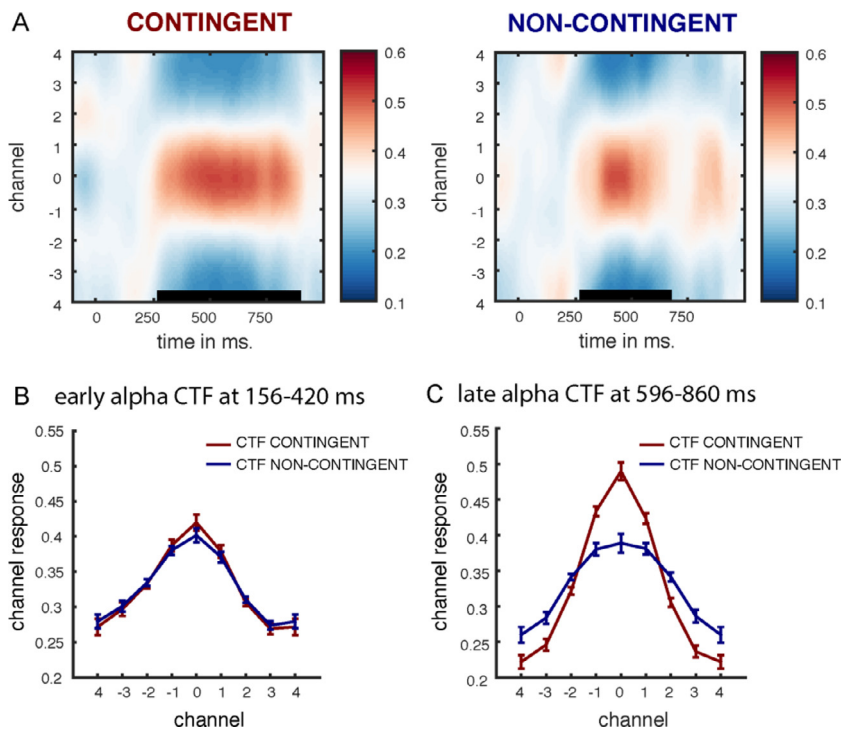 A
CONTINGENT
NON-CONTINGENT
channel
4
3
2
1
0
-1
-2
-3
4
0.6
0.5
0.4
0.3
0.2
0.1
0 250 500 750
time in ms.
channel
4
3
2
1
0
-1
-2
-3
4
0.6
0.5
0.4
0.3
0.2
0.1
0 250 500 750
time in ms.
B early alpha CTF at 156-420 ms
channel response
0.55
0.5
0.45
0.4
0.35
0.3
0.25
0.2
CTF CONTINGENT
CTF NON-CONTINGENT
4 -3 -2 -1 0 1 2 3 4
channel
C late alpha CTF at 596-860 ms
channel response
0.55
0.5
0.45
0.4
0.35
0.3
0.25
0.2
CTF CONTINGENT
CTF NON-CONTINGENT
4 -3 -2 -1 0 1 2 3 4
channel